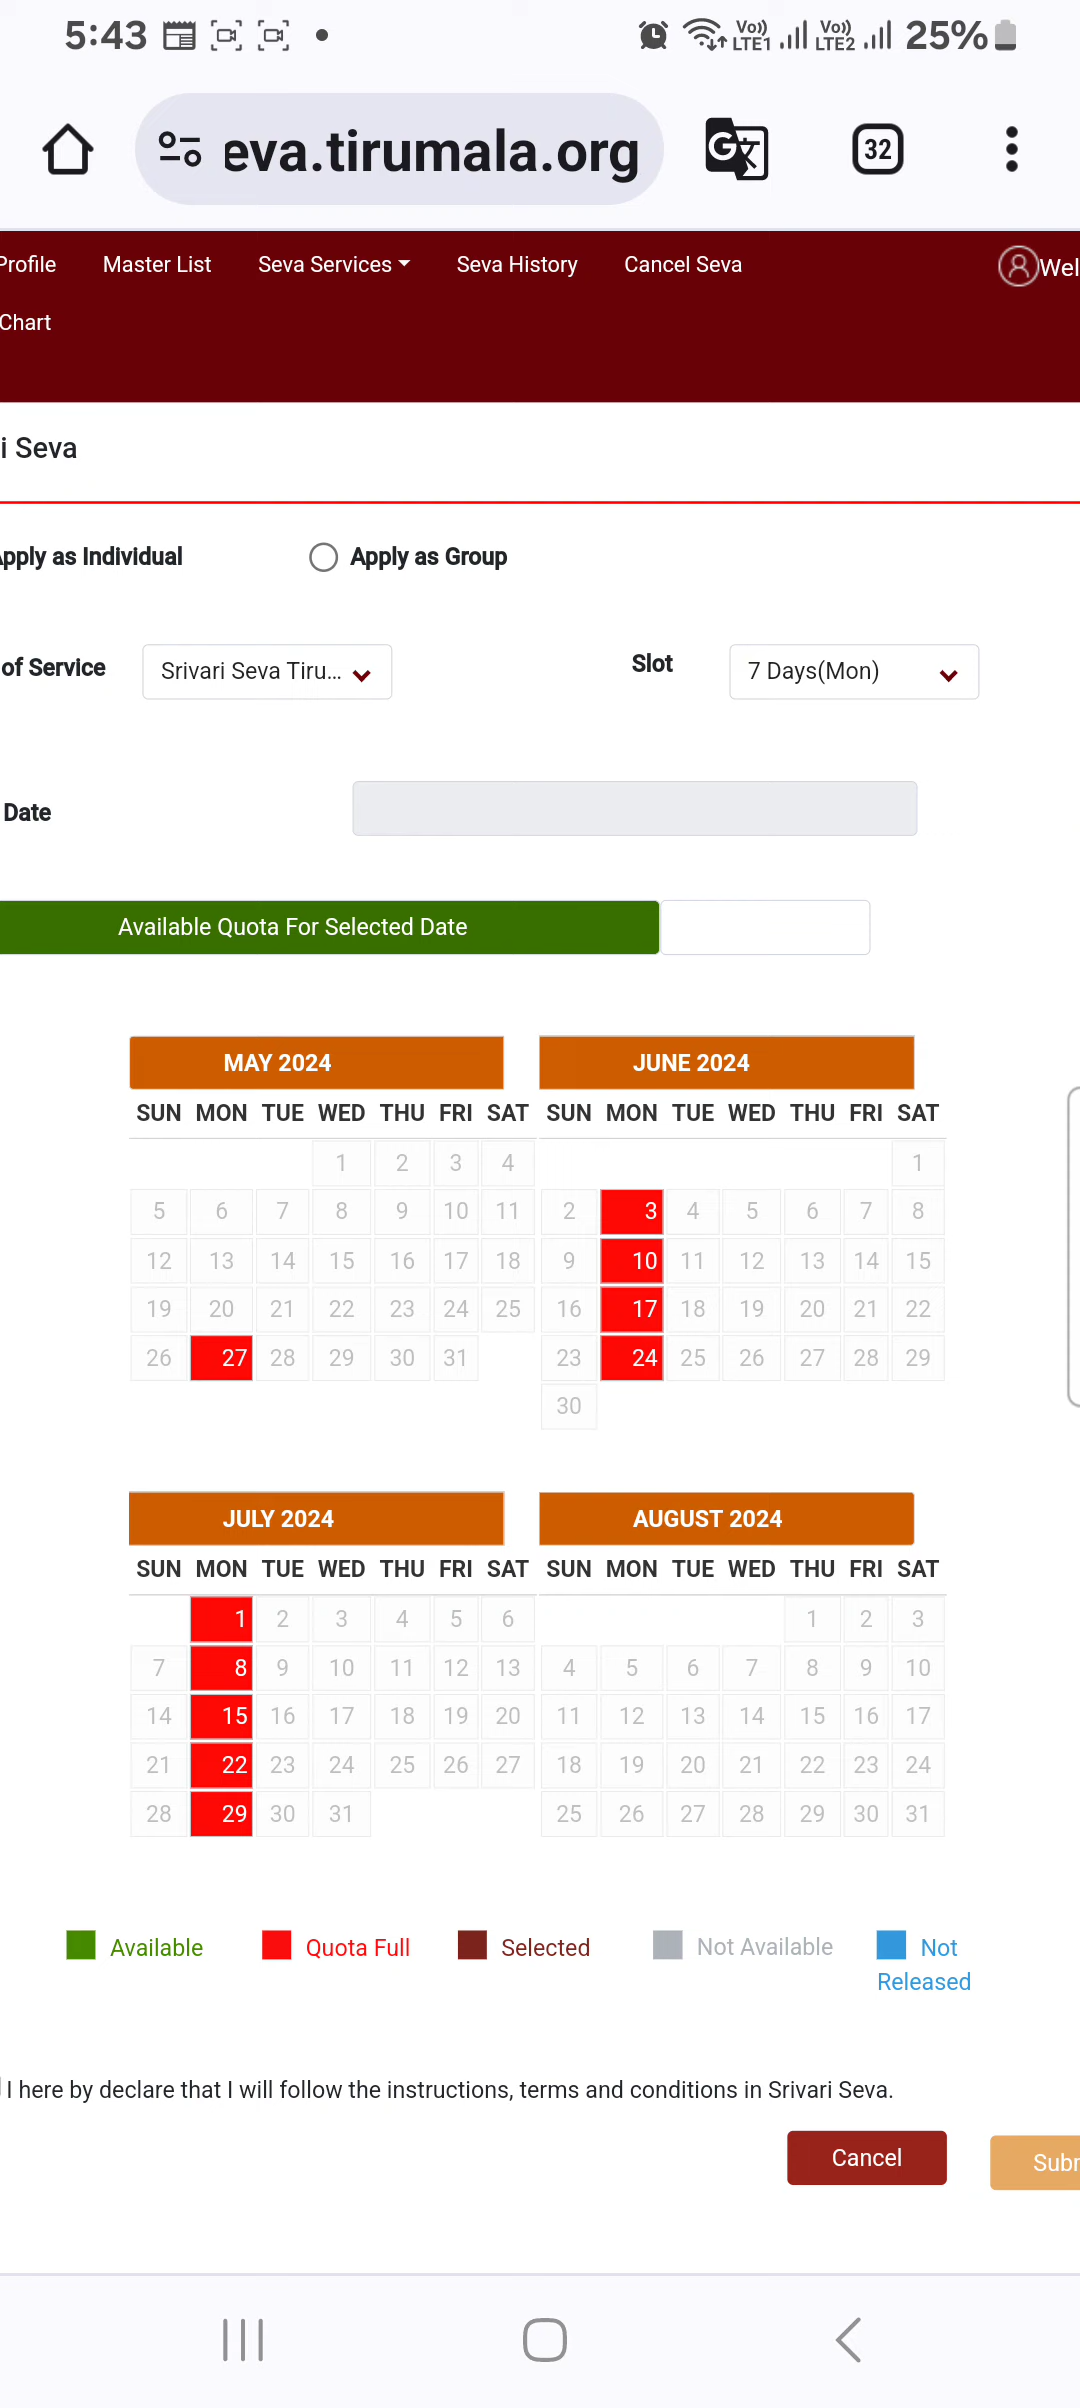 5:43 Vo)) LTE1 Vo)) LTE2 25%
eva.tirumala.org 32
Profile Master List Seva Services Seva History Cancel Seva Wel
Chart
i Seva
Apply as Individual Apply as Group
of Service Srivari Seva Tiru... Slot 7 Days(Mon)
Date
Available Quota For Selected Date
MAY 2024 JUNE 2024
SUN MON TUE WED THU FRI SAT SUN MON TUE WED THU FRI SAT
1 2 3 4 1
5 6 7 8 9 10 11 2 3 4 5 6 7 8
12 13 14 15 16 17 18 9 10 11 12 13 14 15
19 20 21 22 23 24 25 16 17 18 19 20 21 22
26 27 28 29 30 31 23 24 25 26 27 28 29
30
JULY 2024 AUGUST 2024
SUN MON TUE WED THU FRI SAT SUN MON TUE WED THU FRI SAT
1 2 3 4 5 6 1 2 3
7 8 9 10 11 12 13 4 5 6 7 8 9 10
14 15 16 17 18 19 20 11 12 13 14 15 16 17
21 22 23 24 25 26 27 18 19 20 21 22 23 24
28 29 30 31 25 26 27 28 29 30 31
Available Quota Full Selected Not Available Not
Released
I here by declare that I will follow the instructions, terms and conditions in Srivari Seva.
Cancel Subr